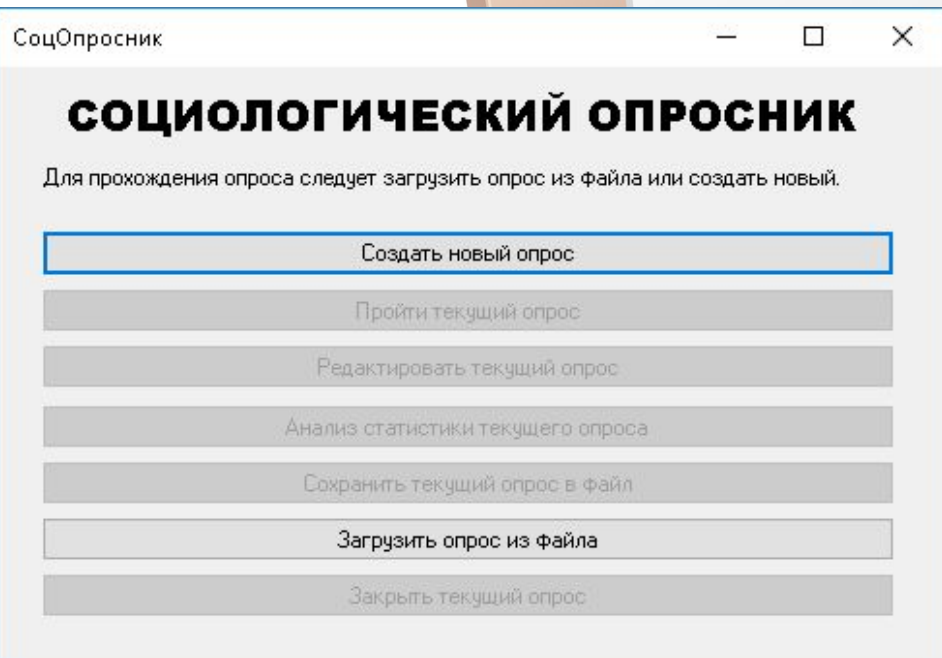 СоцОпросник
СОЦИОЛОГИЧЕСКИЙ ОПРОСНИК
Для прохождения опроса следует загрузить опрос из файла или создать новый.
Создать новый опрос
Пройти текущий опрос
Редактировать текущий опрос
Анализ статистики текущего опроса
Сохранить текущий опрос в файл
Загрузить опрос из файла
Закрыть текущий опрос